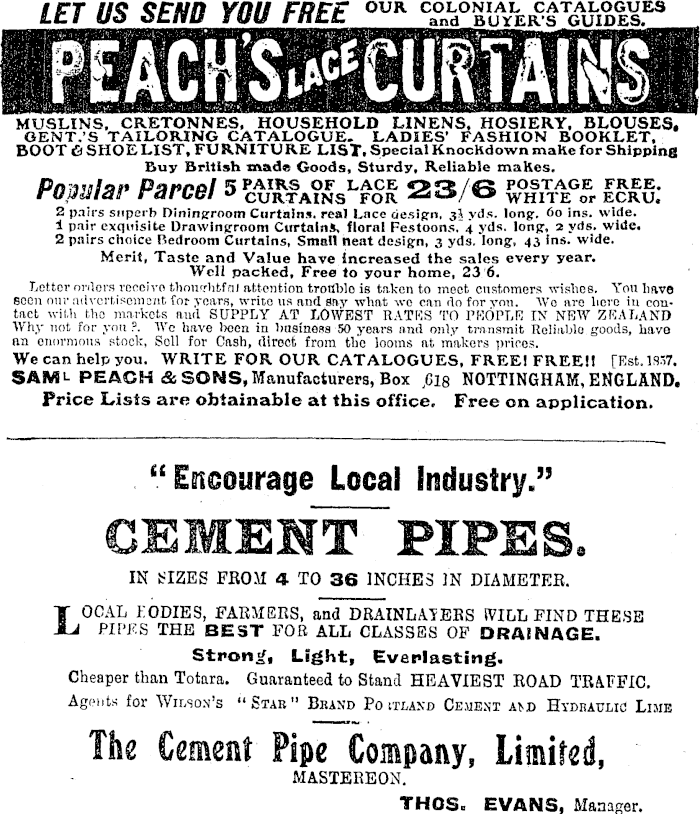 LET US SEND YOU FREE OUR COLONIAL CATALOGUES and BUYER'S GUIDES.
PEACH'S LACE CURTAINS
MUSLINS, CRETONNES, HOUSEHOLD LINENS, HOSIERY, BLOUSES,
GENT.'S TAILORING CATALOGUE. LADIES' FASHION BOOKLET,
BOOT & SHOE LIST, FURNITURE LIST, Special Knockdown make for Shipping
Buy British made Goods, Sturdy, Reliable makes.
Popular Parcel 5 PAIRS OF LACE CURTAINS FOR 23/6 POSTAGE FREE. WHITE or ECRU.
2 pairs superb Diningroom Curtains, real Lace design, 3½ yds. long, 60 ins. wide.
1 pair exquisite Drawingroom Curtains, floral Festoons, 4 yds. long, 2 yds. wide.
2 pairs choice Bedroom Curtains, Small neat design, 3 yds. long, 43 ins. wide.
Merit, Taste and Value have increased the sales every year.
Well packed, Free to your home, 23 6.
Letter orders receive thoughtful attention trouble is taken to meet customers wishes. You have
seen our advertisement for years, write us and say what we can do for you. We are here in con-
tact with the markets and SUPPLY AT LOWEST RATES TO PEOPLE IN NEW ZEALAND
Why not for you?. We have been in business 50 years and only transmit Reliable goods, have
an enormous stock, Sell for Cash, direct from the looms at makers prices.
We can help you. WRITE FOR OUR CATALOGUES, FREE! FREE!! [Est. 1857.
SAML PEACH & SONS, Manufacturers, Box 618 NOTTINGHAM, ENGLAND.
Price Lists are obtainable at this office. Free on application.
"Encourage Local Industry."
CEMENT PIPES.
IN SIZES FROM 4 TO 36 INCHES IN DIAMETER.
LOCAL BODIES, FARMERS, and DRAINLAYERS WILL FIND THESE
PIPES THE BEST FOR ALL CLASSES OF DRAINAGE.
Strong, Light, Everlasting.
Cheaper than Totara. Guaranteed to Stand HEAVIEST ROAD TRAFFIC.
Agents for WILSON'S "STAR" BRAND PORTLAND CEMENT AND HYDRAULIC LIME
The Cement Pipe Company, Limited,
MASTEREON.
THOS. EVANS, Manager.